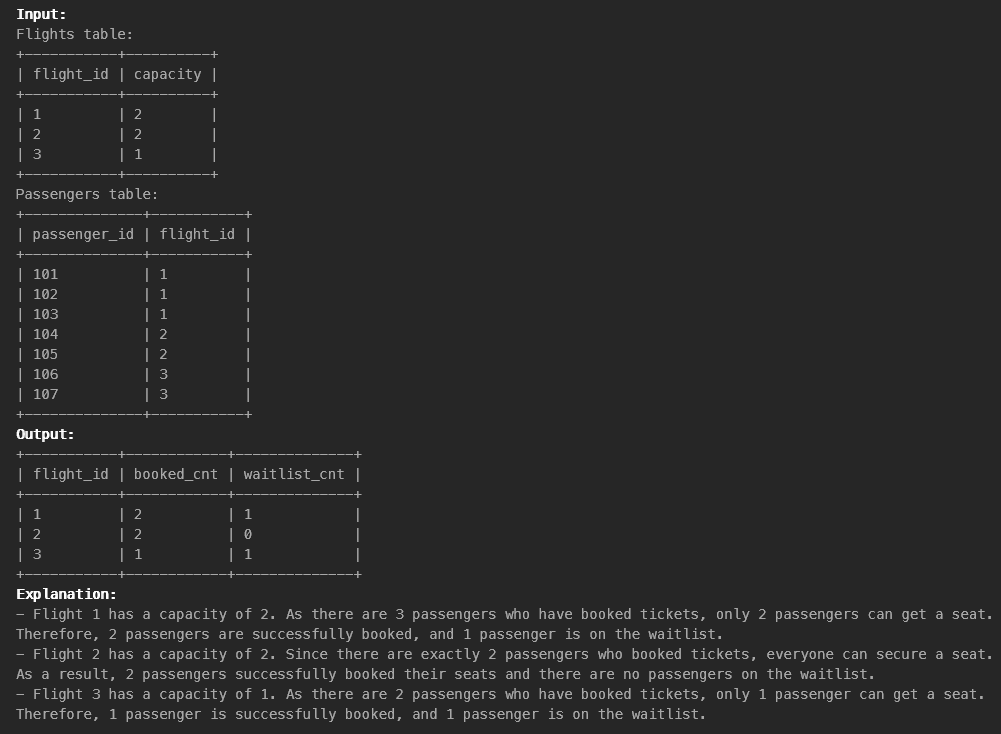 Input:
Flights table:
+-----------+----------+
| flight_id | capacity |
+-----------+----------+
| 1         | 2        |
| 2         | 2        |
| 3         | 1        |
+-----------+----------+
Passengers table:
+--------------+-----------+
| passenger_id | flight_id |
+--------------+-----------+
| 101          | 1         |
| 102          | 1         |
| 103          | 1         |
| 104          | 2         |
| 105          | 2         |
| 106          | 3         |
| 107          | 3         |
+--------------+-----------+
Output:
+-----------+------------+--------------+
| flight_id | booked_cnt | waitlist_cnt |
+-----------+------------+--------------+
| 1         | 2          | 1            |
| 2         | 2          | 0            |
| 3         | 1          | 1            |
+-----------+------------+--------------+
Explanation:
- Flight 1 has a capacity of 2. As there are 3 passengers who have booked tickets, only 2 passengers can get a seat.
Therefore, 2 passengers are successfully booked, and 1 passenger is on the waitlist.
- Flight 2 has a capacity of 2. Since there are exactly 2 passengers who booked tickets, everyone can secure a seat.
As a result, 2 passengers successfully booked their seats and there are no passengers on the waitlist.
- Flight 3 has a capacity of 1. As there are 2 passengers who have booked tickets, only 1 passenger can get a seat.
Therefore, 1 passenger is successfully booked, and 1 passenger is on the waitlist.